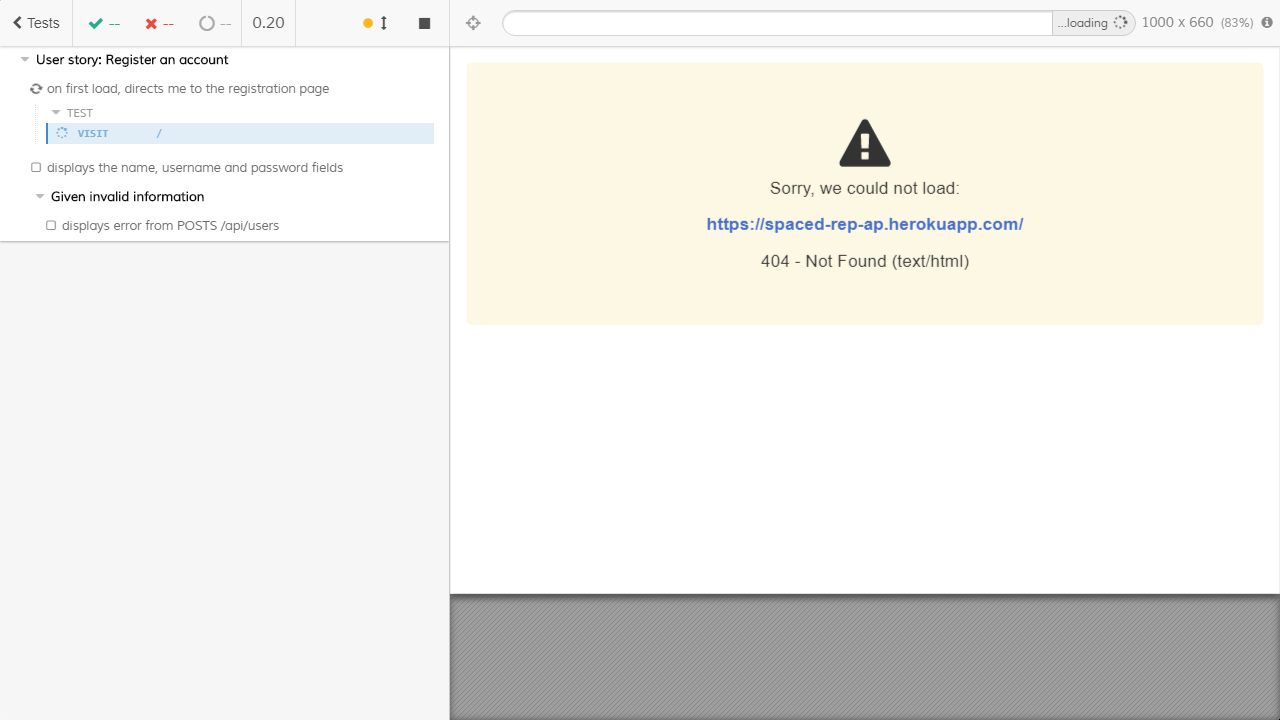 Tests -- -- -- 0.20
...loading 1000 x 660 (83%)
User story: Register an account
on first load, directs me to the registration page
TEST
VISIT /
displays the name, username and password fields
Given invalid information
displays error from POSTS /api/users
Sorry, we could not load:
https://spaced-rep-ap.herokuapp.com/
404 - Not Found (text/html)